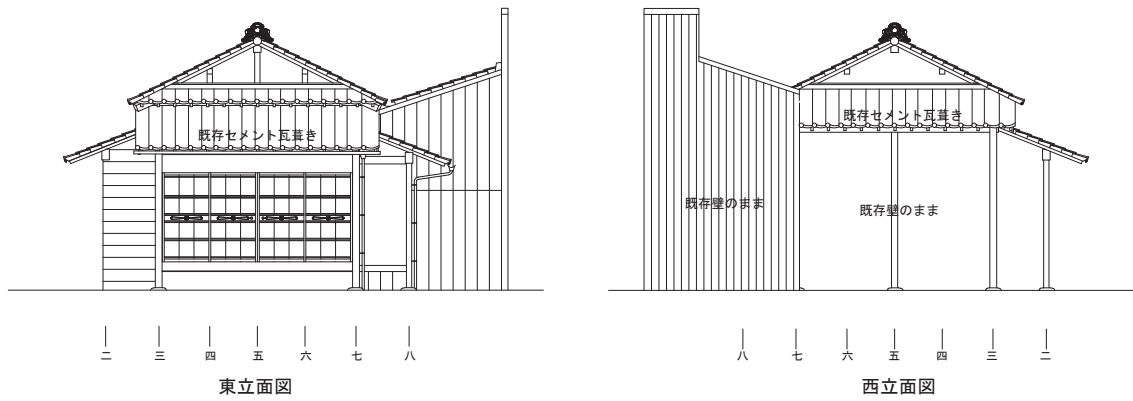 既存セメント瓦葺き
二 三 四 五 六 七 八
東立面図
既存セメント瓦葺き
既存壁のまま
既存壁のまま
八 七 六 五 四 三 二
西立面図